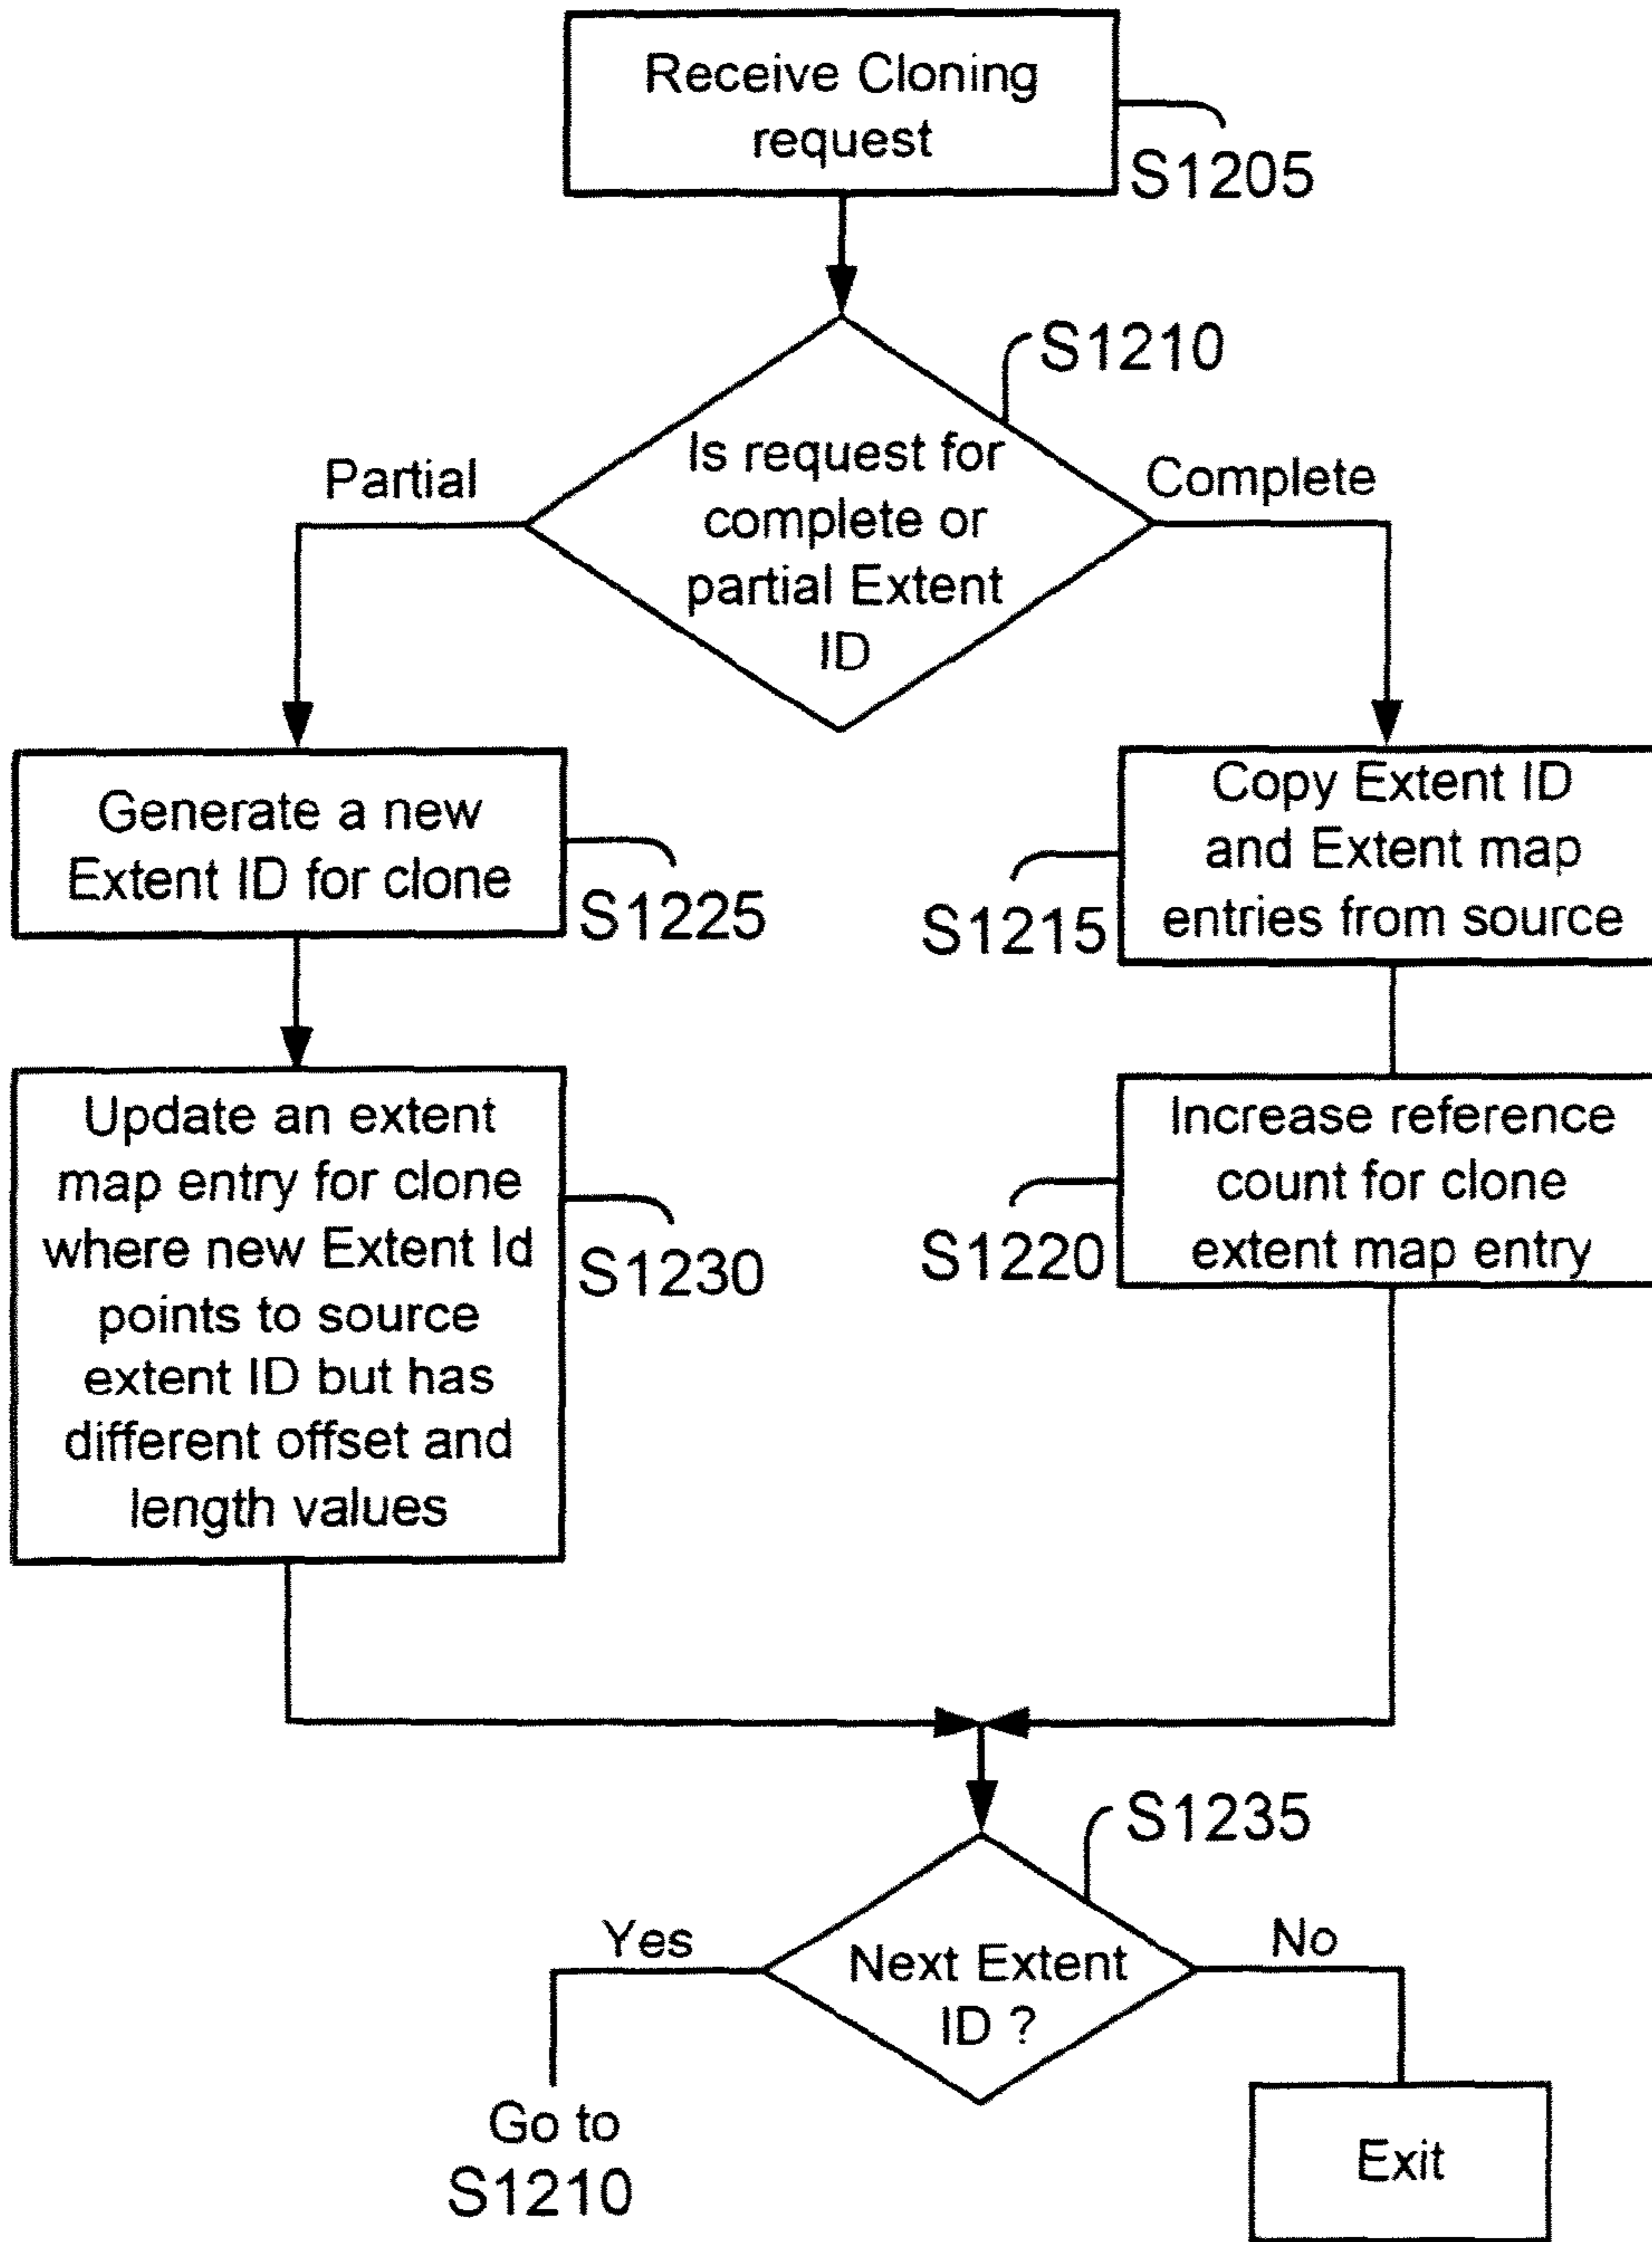 Receive Cloning
request
S1205
S1210
Is request for
complete or
partial Extent
ID
Partial
Complete
Generate a new
Extent ID for clone
S1225
Copy Extent ID
and Extent map
entries from source
S1215
Update an extent
map entry for clone
where new Extent Id
points to source
extent ID but has
different offset and
length values
S1230
Increase reference
count for clone
extent map entry
S1220
S1235
Next Extent
ID ?
Yes
No
Go to
S1210
Exit